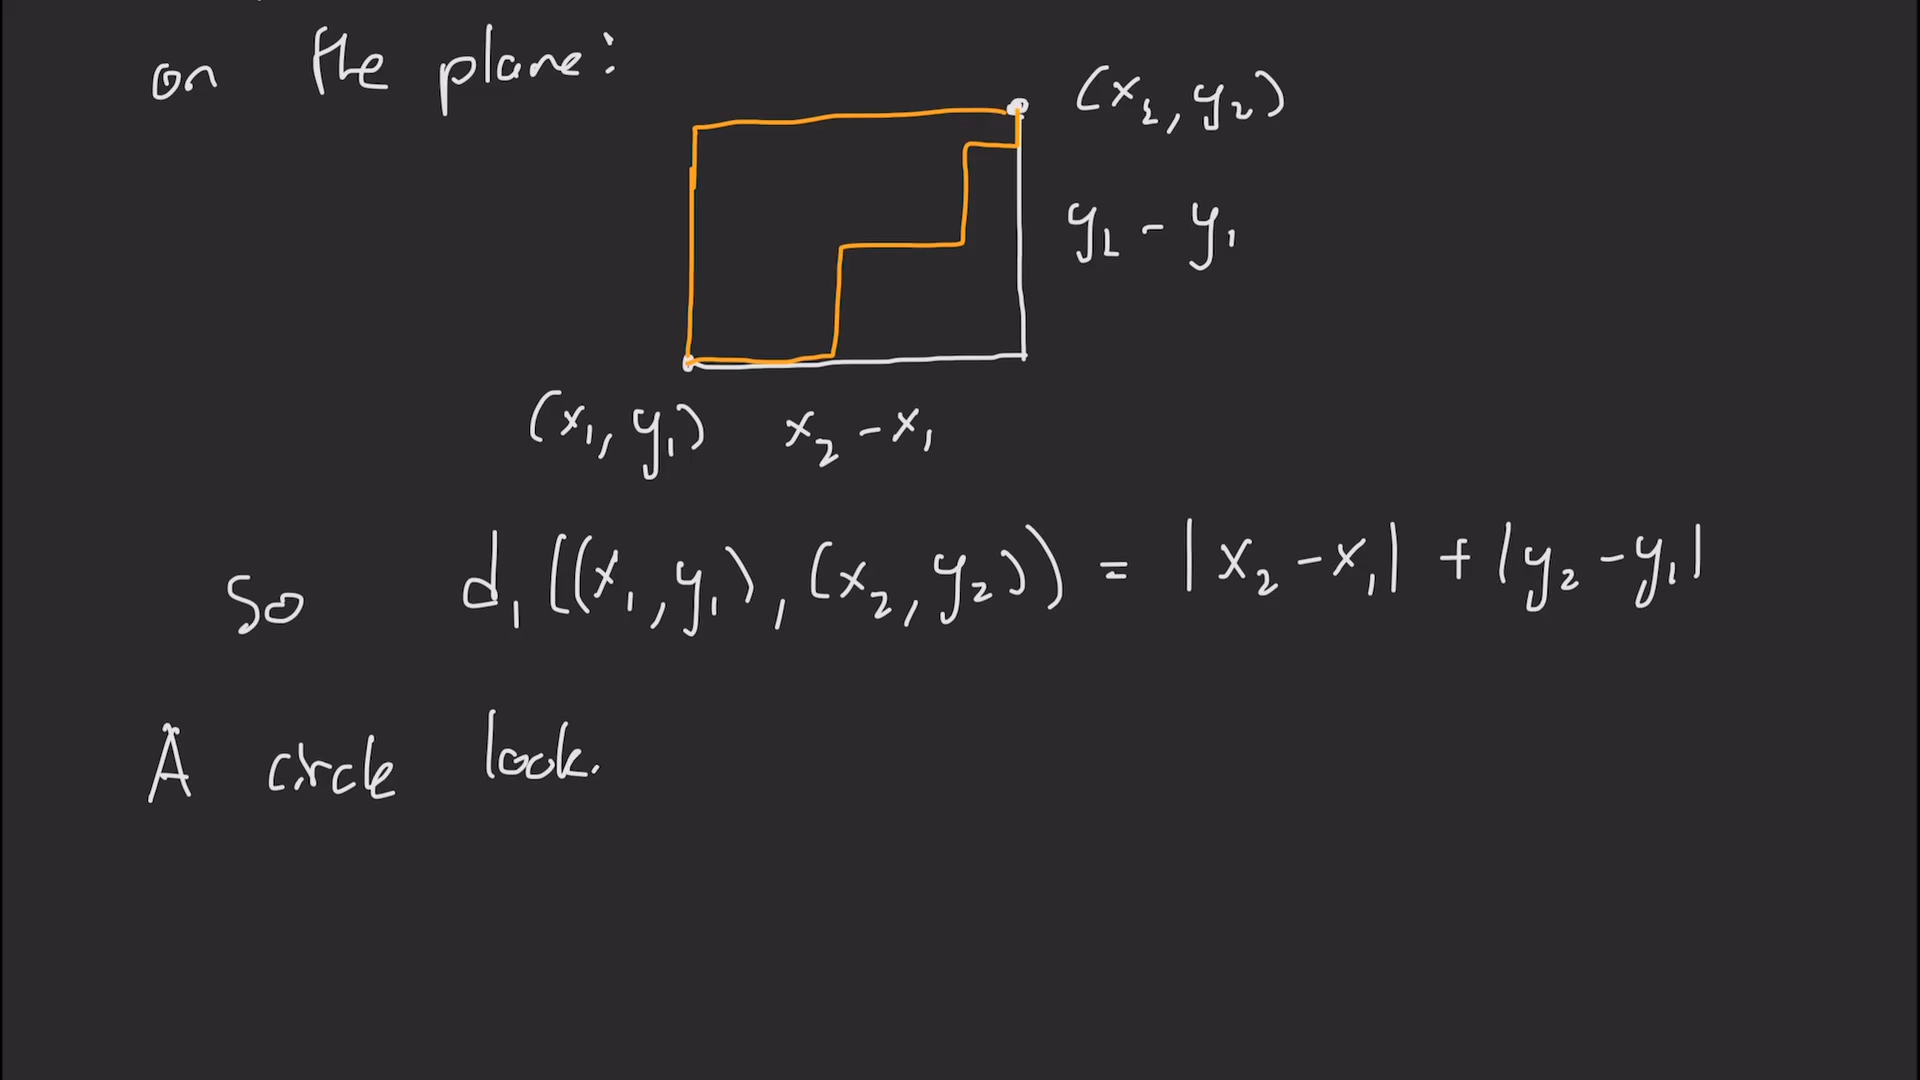 on the plane:
(x₂, y₂)
y₂ - y₁
(x₁, y₁) x₂ - x₁
So d₁((x₁, y₁), (x₂, y₂)) = |x₂ - x₁| + |y₂ - y₁|
A circle look